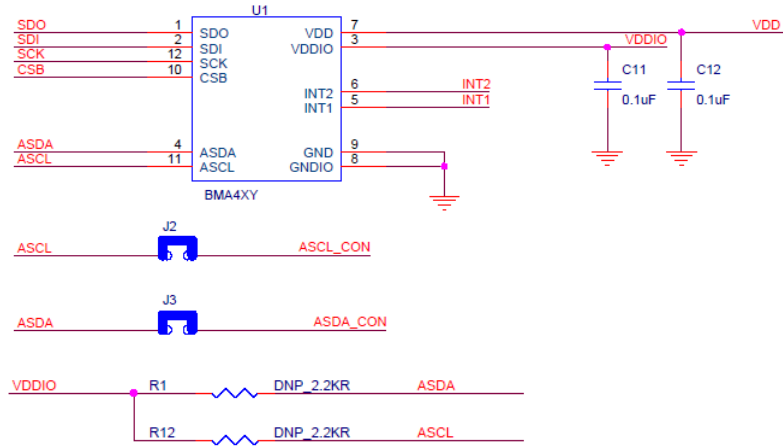 U1
SDO 1 SDO VDD 7 VDD
SDI 2 SDI VDDIO 3 VDDIO
SCK 12 SCK
CSB 10 CSB
C11 C12
INT2 6 INT2
INT1 5 INT1
0.1uF 0.1uF
ASDA 4 ASDA GND 9
ASCL 11 ASCL GNDIO 8
BMA4XY
J2
ASCL ASCL_CON
J3
ASDA ASDA_CON
VDDIO R1 DNP_2.2KR ASDA
R12 DNP_2.2KR ASCL